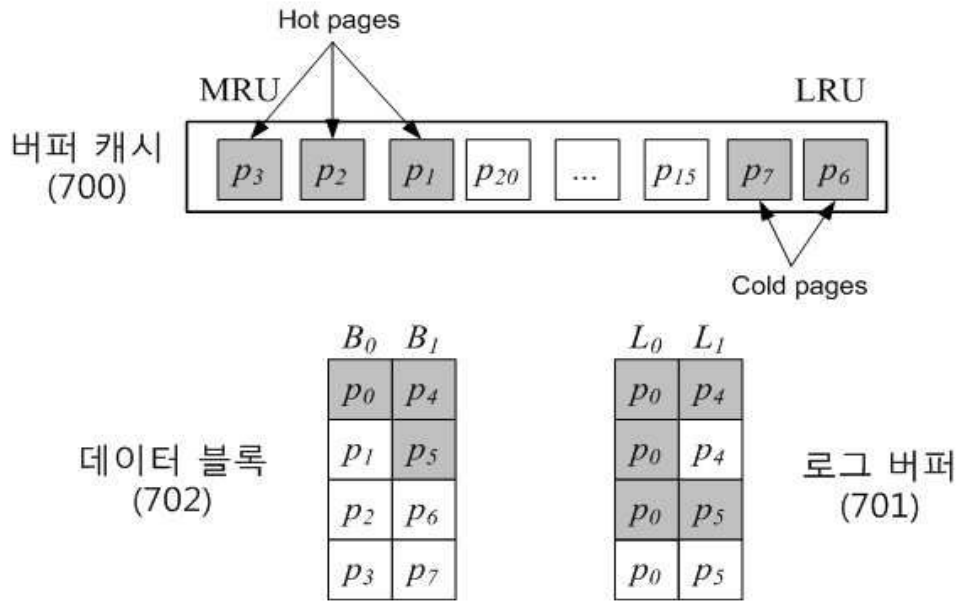 Hot pages
MRU LRU
버퍼 캐시
(700)
p3 p2 p1 p20 ... p15 p7 p6
Cold pages
B0 B1 L0 L1
p0 p4 p0 p4
p1 p5 p0 p4
데이터 블록
(702)
로그 버퍼
(701)
p2 p6 p0 p5
p3 p7 p0 p5